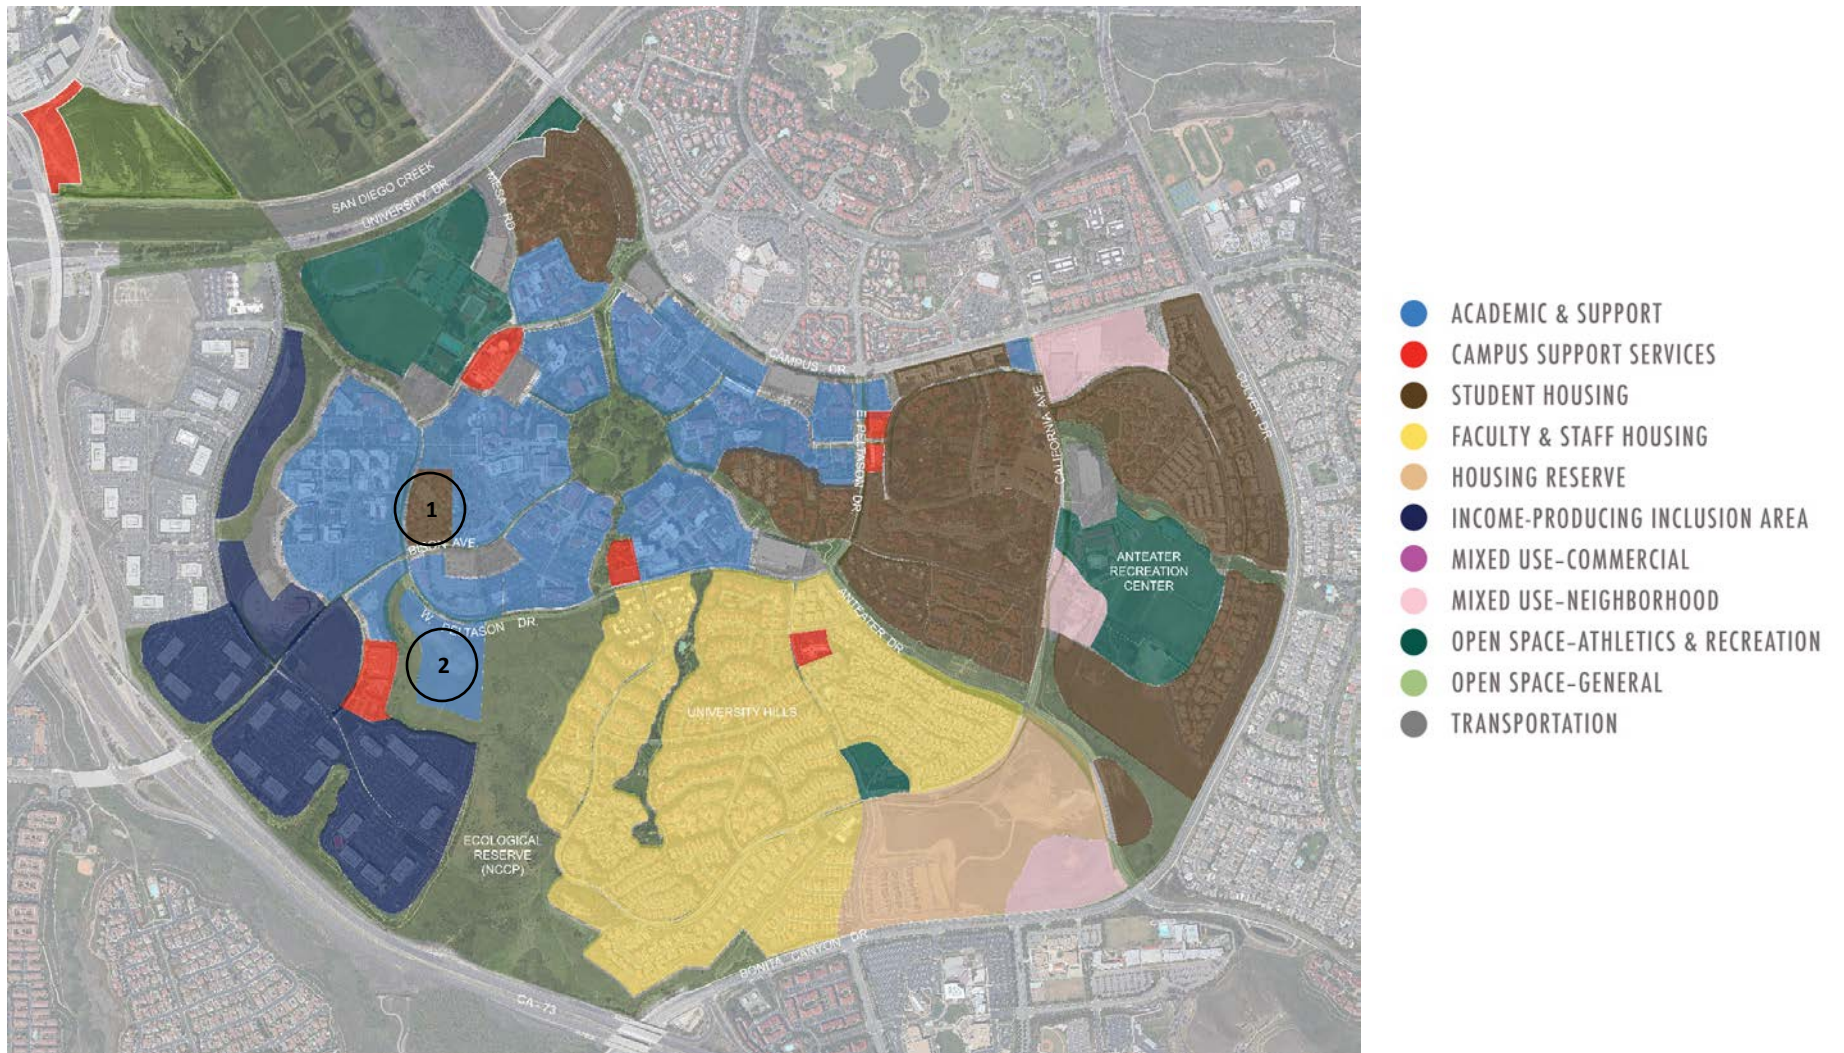 SAN DIEGO CREEK
UNIVERSITY DR
MESA RD
CAMPUS DR
E. PELTASON DR
CALIFORNIA AVE
CULVER DR
1
BISON AVE
ANTEATER
RECREATION
CENTER
W. PELTASON DR
2
ANTEATER DR
UNIVERSITY HILLS
ECOLOGICAL
RESERVE
(NCCP)
BONITA CANYON DR
CA - 73
ACADEMIC & SUPPORT
CAMPUS SUPPORT SERVICES
STUDENT HOUSING
FACULTY & STAFF HOUSING
HOUSING RESERVE
INCOME-PRODUCING INCLUSION AREA
MIXED USE–COMMERCIAL
MIXED USE–NEIGHBORHOOD
OPEN SPACE–ATHLETICS & RECREATION
OPEN SPACE–GENERAL
TRANSPORTATION